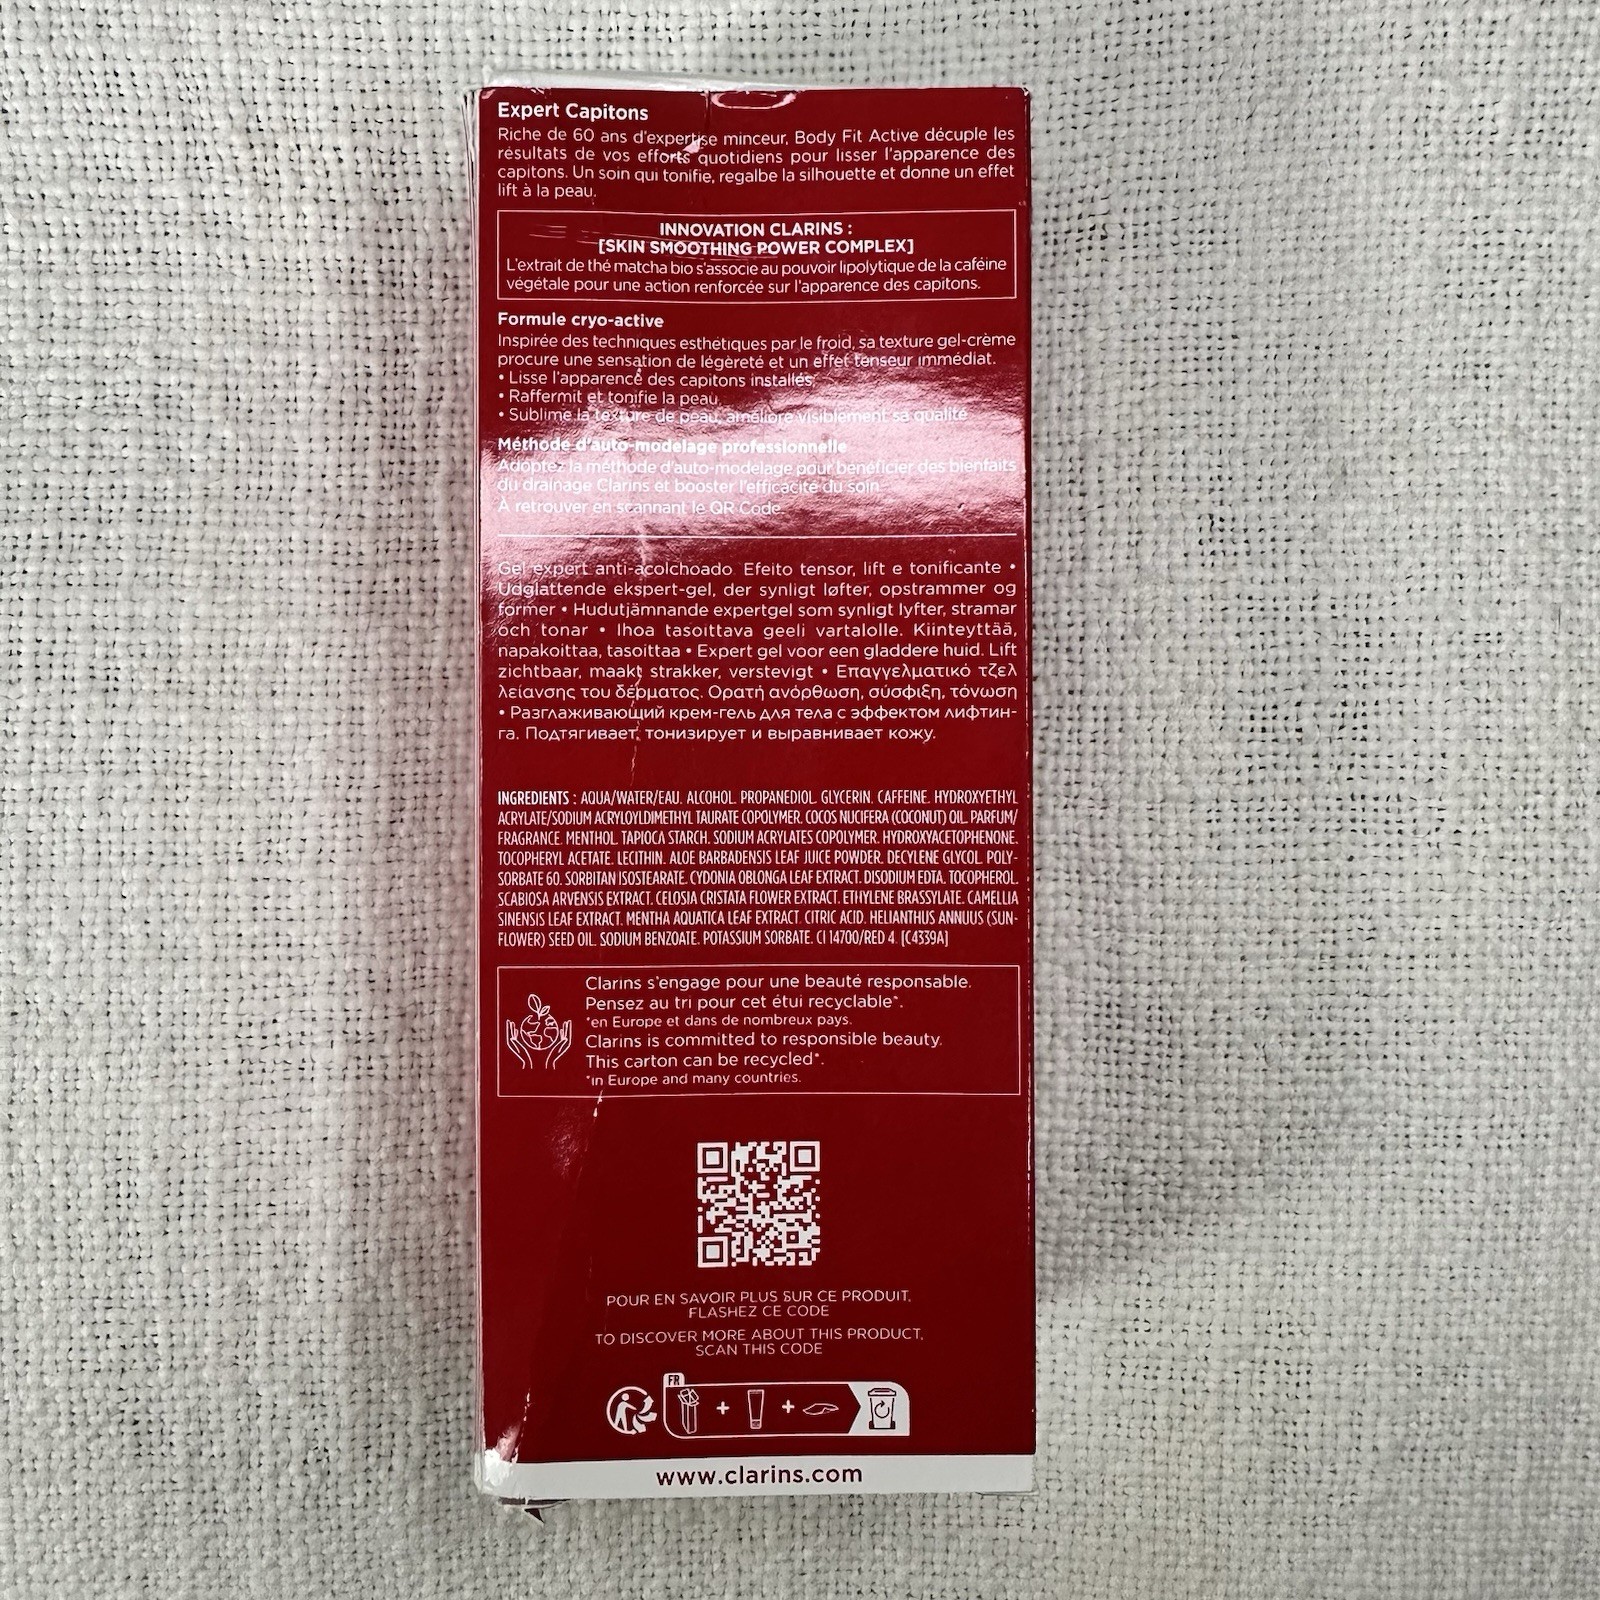 Expert Capitons
Riche de 60 ans d'expertise minceur, Body Fit Active décuple les
résultats de vos efforts quotidiens pour lisser l'apparence des
capitons. Un soin qui tonifie, regalbe la silhouette et donne un effet
lift à la peau.
INNOVATION CLARINS :
[SKIN SMOOTHING POWER COMPLEX]
L'extrait de thé matcha bio s'associe au pouvoir lipolytique de la caféine
végétale pour une action renforcée sur l'apparence des capitons.
Formule cryo-active
Inspirée des techniques esthétiques par le froid, sa texture gel-crème
procure une sensation de légèreté et un effet tenseur immédiat.
• Lisse l'apparence des capitons installés,
• Raffermit et tonifie la peau,
• Sublime la texture de peau, améliore visiblement sa qualité
Méthode d'auto-modelage professionnelle
Adoptez la méthode d'auto-modelage pour bénéficier des bienfaits
du drainage Clarins et booster l'efficacité du soin.
À retrouver en scannant le QR Code.
Gel expert anti-acolchoado. Efeito tensor, lift e tonificante •
Udglattende ekspert-gel, der synligt løfter, opstrammer og
former • Hudutjämnande expertgel som synligt lyfter, stramar
och tonar • Ihoa tasoittava geeli vartalolle. Kiinteyttää,
napakoittaa, tasoittaa • Expert gel voor een gladdere huid. Lift
zichtbaar, maakt strakker, verstevigt • Επαγγελματικό τζελ
λείανσης του δέρματος. Ορατή ανόρθωση, σύσφιξη, τόνωση
• Разглаживающий крем-гель для тела с эффектом лифтин-
га. Подтягивает, тонизирует и выравнивает кожу.
INGREDIENTS : AQUA/WATER/EAU. ALCOHOL. PROPANEDIOL. GLYCERIN. CAFFEINE. HYDROXYETHYL
ACRYLATE/SODIUM ACRYLOYLDIMETHYL TAURATE COPOLYMER. COCOS NUCIFERA (COCONUT) OIL. PARFUM/
FRAGRANCE. MENTHOL. TAPIOCA STARCH. SODIUM ACRYLATES COPOLYMER. HYDROXYACETOPHENONE.
TOCOPHERYL ACETATE. LECITHIN. ALOE BARBADENSIS LEAF JUICE POWDER. DECYLENE GLYCOL. POLY-
SORBATE 60. SORBITAN ISOSTEARATE. CYDONIA OBLONGA LEAF EXTRACT. DISODIUM EDTA. TOCOPHEROL.
SCABIOSA ARVENSIS EXTRACT. CELOSIA CRISTATA FLOWER EXTRACT. ETHYLENE BRASSYLATE. CAMELLIA
SINENSIS LEAF EXTRACT. MENTHA AQUATICA LEAF EXTRACT. CITRIC ACID. HELIANTHUS ANNUUS (SUN-
FLOWER) SEED OIL. SODIUM BENZOATE. POTASSIUM SORBATE. CI 14700/RED 4. [C4339A]
Clarins s'engage pour une beauté responsable.
Pensez au tri pour cet étui recyclable*.
*en Europe et dans de nombreux pays.
Clarins is committed to responsible beauty.
This carton can be recycled*.
*in Europe and many countries.
POUR EN SAVOIR PLUS SUR CE PRODUIT,
FLASHEZ CE CODE
TO DISCOVER MORE ABOUT THIS PRODUCT,
SCAN THIS CODE
FR
www.clarins.com